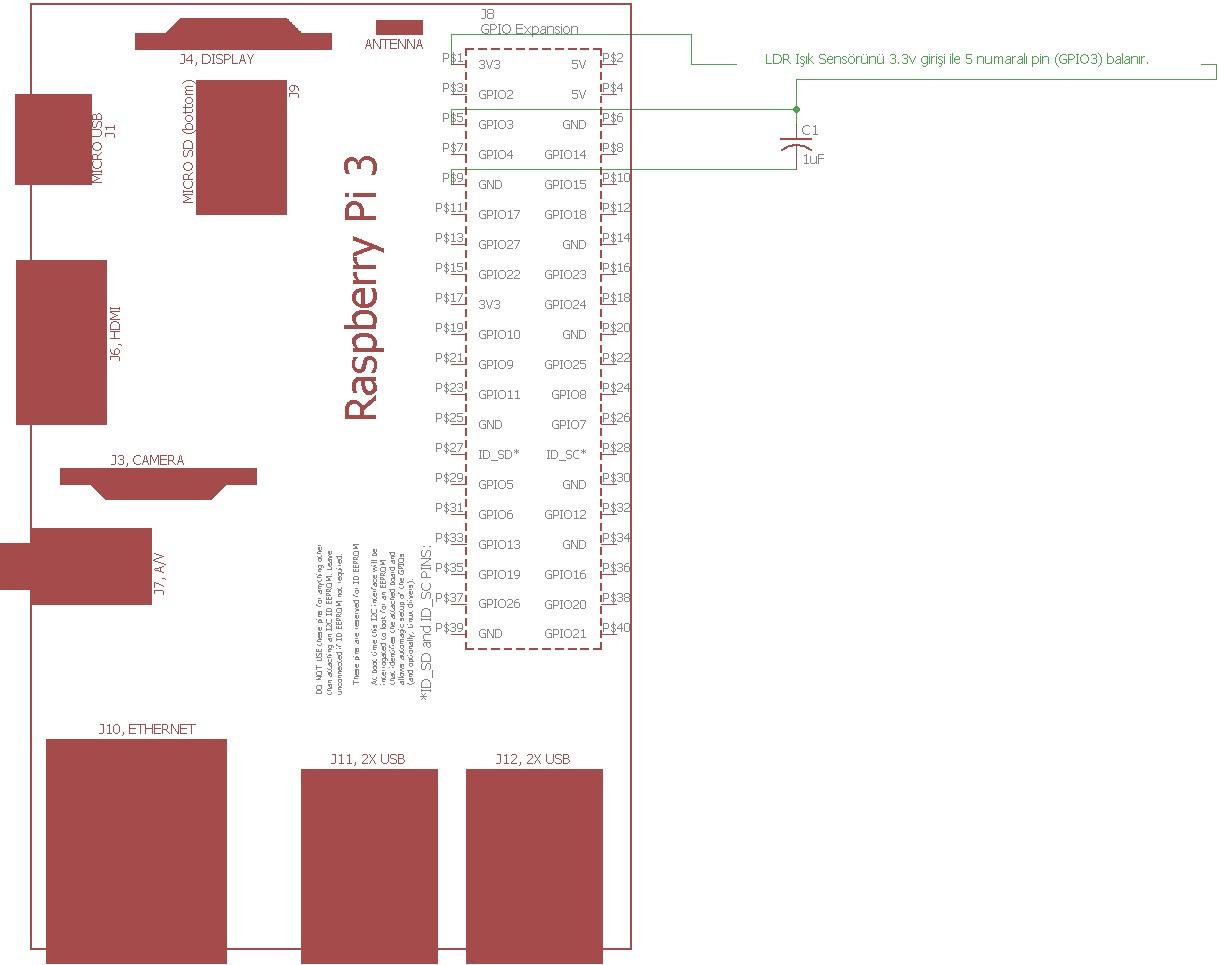 J8
GPIO Expansion
J4, DISPLAY
ANTENNA
LDR Işık Sensörünü 3.3v girişi ile 5 numaralı pin (GPIO3) balanır.
MICRO USB
J1
MICRO SD (bottom)
J9
Raspberry Pi 3
C1
1uF
P$1 3V3 5V P$2
P$3 GPIO2 5V P$4
P$5 GPIO3 GND P$6
P$7 GPIO4 GPIO14 P$8
P$9 GND GPIO15 P$10
P$11 GPIO17 GPIO18 P$12
P$13 GPIO27 GND P$14
P$15 GPIO22 GPIO23 P$16
P$17 3V3 GPIO24 P$18
P$19 GPIO10 GND P$20
P$21 GPIO9 GPIO25 P$22
P$23 GPIO11 GPIO8 P$24
P$25 GND GPIO7 P$26
P$27 ID_SD* ID_SC* P$28
P$29 GPIO5 GND P$30
P$31 GPIO6 GPIO12 P$32
P$33 GPIO13 GND P$34
P$35 GPIO19 GPIO16 P$36
P$37 GPIO26 GPIO20 P$38
P$39 GND GPIO21 P$40
J6, HDMI
J3, CAMERA
J7, A/V
*ID_SD and ID_SC PINS:
These pins are reserved for ID EEPROM
At boot time this I2C interface will be
interrogated to look for an EEPROM
that identifies the attached board and
allows automagic setup of the GPIOs
(and optionally, Linux drivers).
DO NOT USE these pins for anything other
than attaching an I2C ID EEPROM. Leave
unconnected if ID EEPROM not required.
J10, ETHERNET
J11, 2X USB
J12, 2X USB